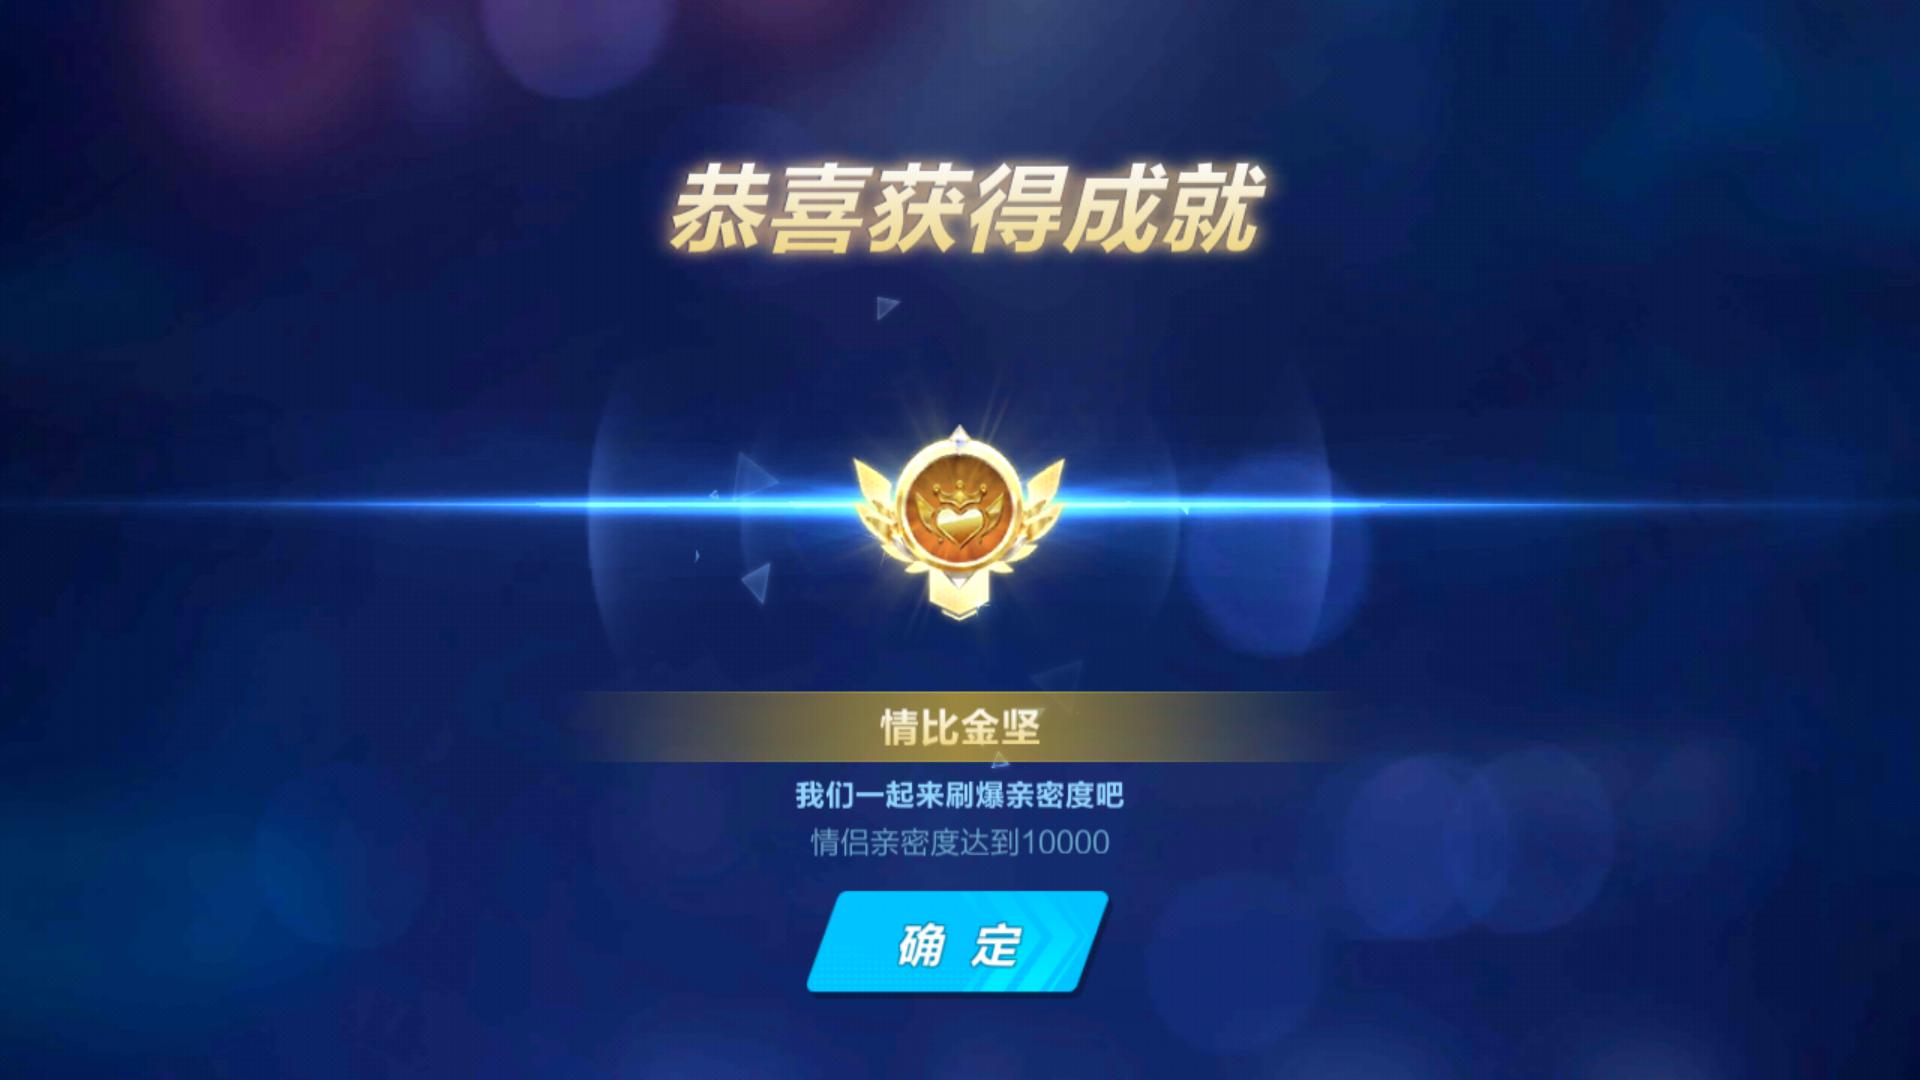 恭喜获得成就
情比金坚
我们一起来刷爆亲密度吧
情侣亲密度达到10000
确 定